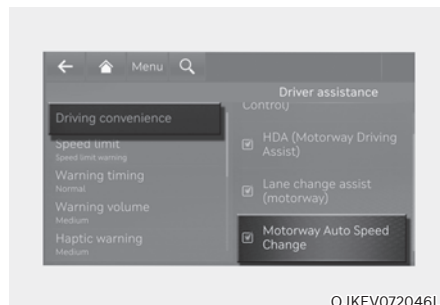 Menu
Driver assistance
Driving convenience
Speed limit
Speed limit warning
Warning timing
Normal
Warning volume
Medium
Haptic warning
Medium
Control)
HDA (Motorway Driving
Assist)
Lane change assist
(motorway)
Motorway Auto Speed
Change